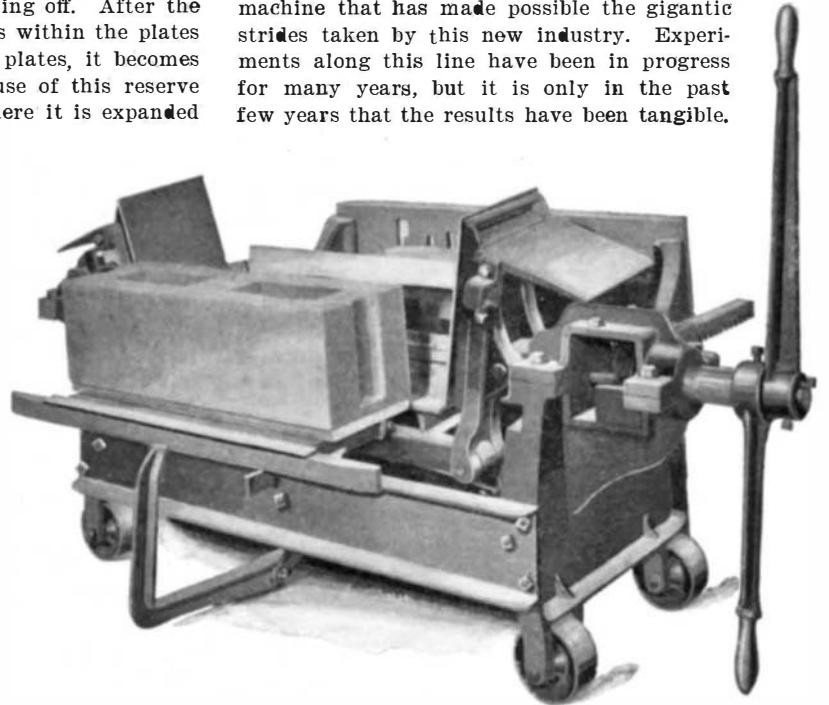 ing off. After the
s within the plates
plates, it becomes
use of this reserve
ere it is expanded
machine that has made possible the gigantic
strides taken by this new industry. Experi-
ments along this line have been in progress
for many years, but it is only in the past
few years that the results have been tangible.